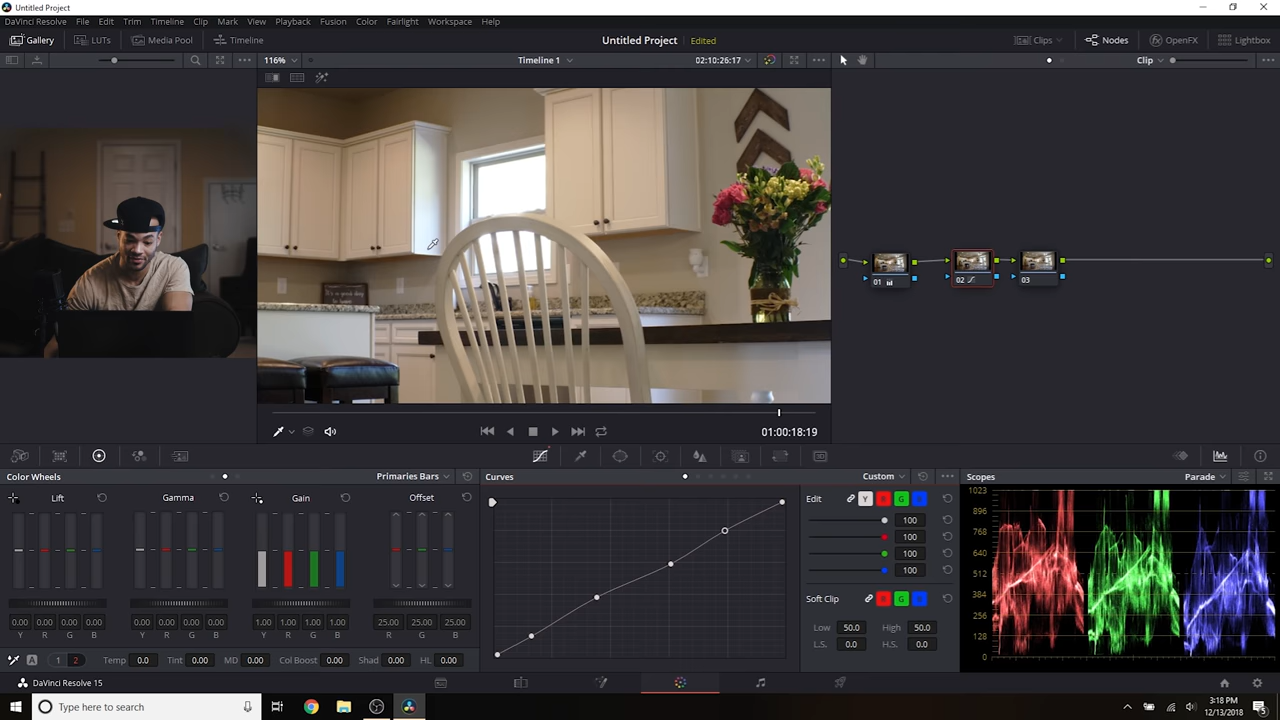 Untitled Project
DaVinci Resolve File Edit Trim Timeline Clip Mark View Playback Fusion Color Fairlight Workspace Help
Gallery LUTs Media Pool Timeline Untitled Project Edited Clips Nodes OpenFX Lightbox
116% Timeline 1 02:10:26:17 Clip
01 02 03
01:00:18:19
Color Wheels Primaries Bars Curves Custom Scopes Parade
Lift Gamma Gain Offset Edit Y R G B
1023
896
768
640
512
384
256
128
0
100
100
100
100
Soft Clip R G B
Low 50.0 High 50.0
L.S. 0.0 H.S. 0.0
0.00 0.00 0.00 0.00 0.00 0.00 0.00 0.00 1.00 1.00 1.00 1.00 25.00 25.00 25.00
Y R G B Y R G B Y R G B R G B
A 1 2 Temp 0.0 Tint 0.00 MD 0.00 Col Boost 0.00 Shad 0.00 HL 0.00
DaVinci Resolve 15
Type here to search
3:18 PM
12/13/2018
5